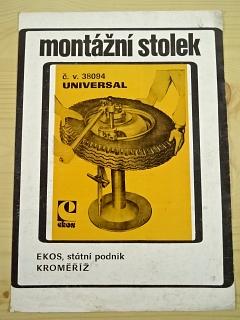 montážní stolek
č. v. 38094
UNIVERSAL
ekos
EKOS, státní podnik
KROMĚŘÍŽ